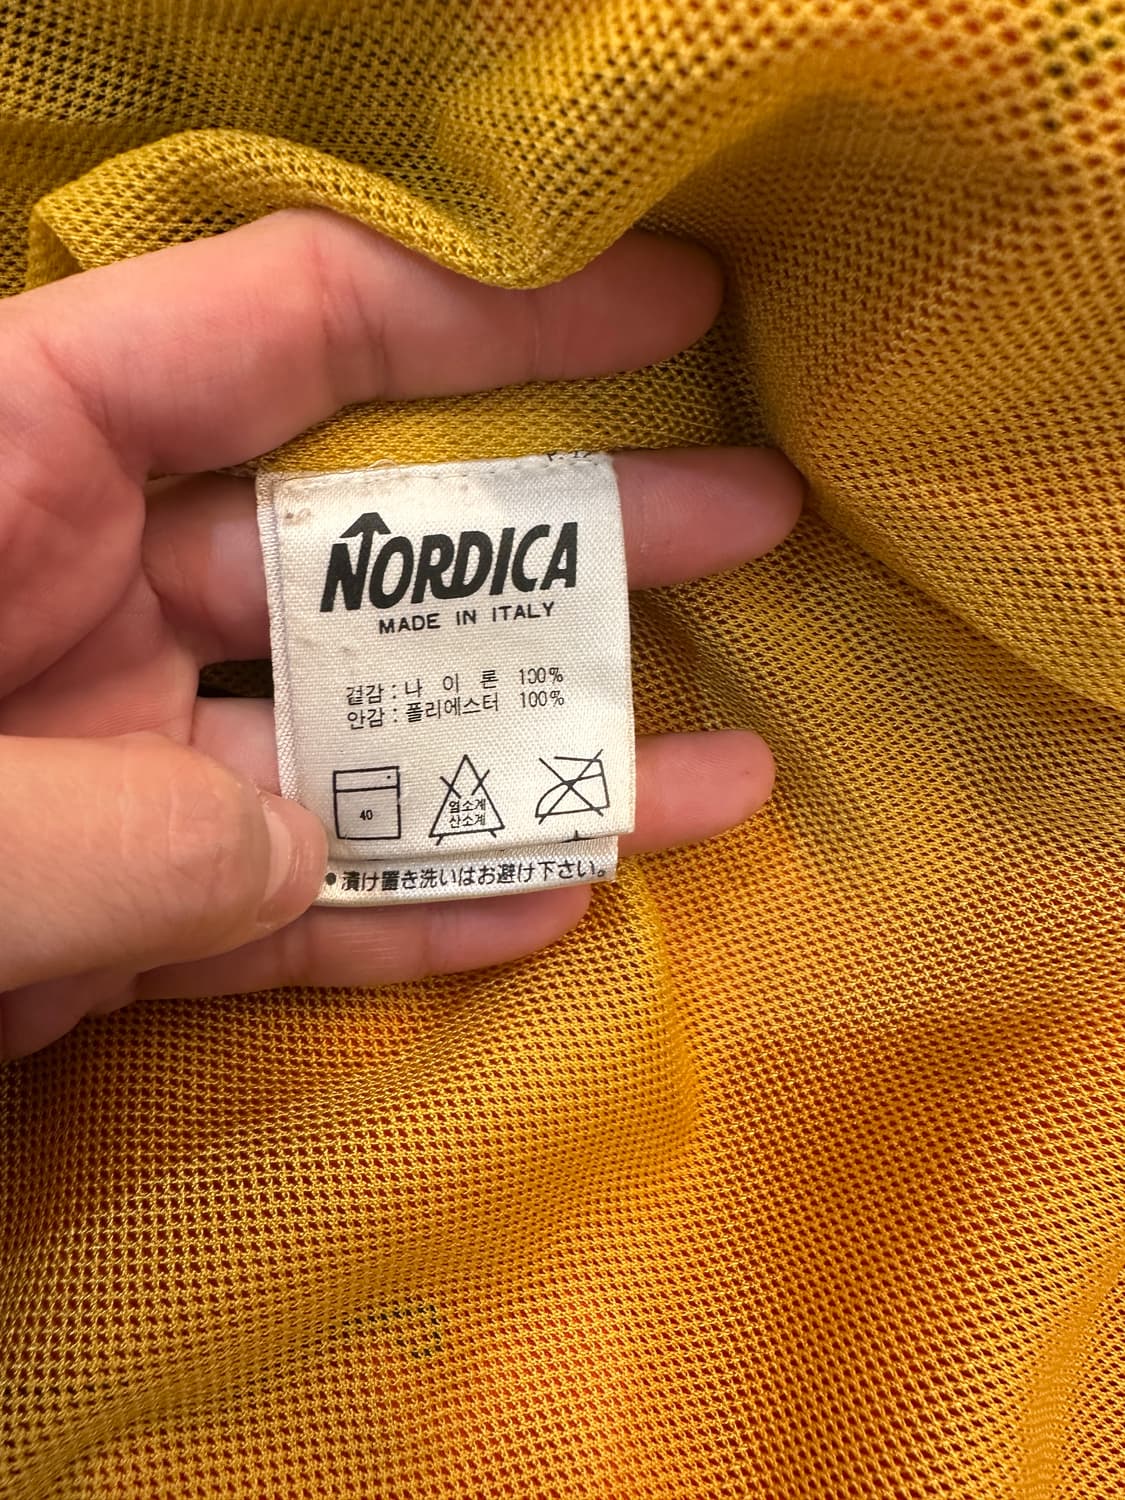 NORDICA
MADE IN ITALY
겉감 : 나 이 론 100%
안감 : 폴리에스터 100%
40
염소계
산소계
●漬け置き洗いはお避け下さい。